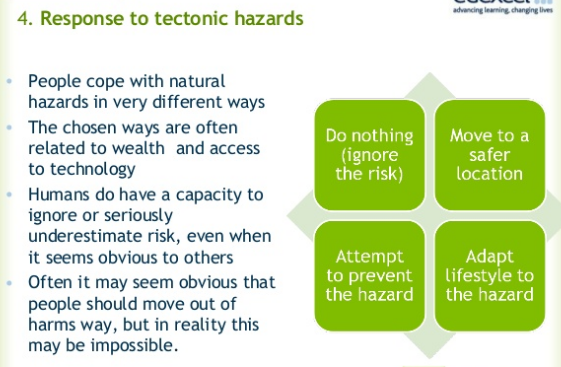 advancing learning, changing lives
4. Response to tectonic hazards
People cope with natural
hazards in very different ways
The chosen ways are often
related to wealth and access
to technology
Humans do have a capacity to
ignore or seriously
underestimate risk, even when
it seems obvious to others
Often it may seem obvious that
people should move out of
harms way, but in reality this
may be impossible.
Do nothing
(ignore
the risk)
Move to a
safer
location
Attempt
to prevent
the hazard
Adapt
lifestyle to
the hazard